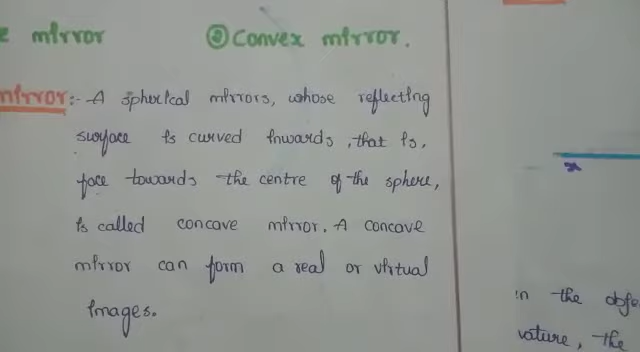 e mirror ② Convex mirror.
mirror:- A spherical mirrors, whose reflecting
surface is curved inwards, that is,
face towards the centre of the sphere,
is called concave mirror. A concave
mirror can form a real or virtual
images.
x
in the obje
vature, the